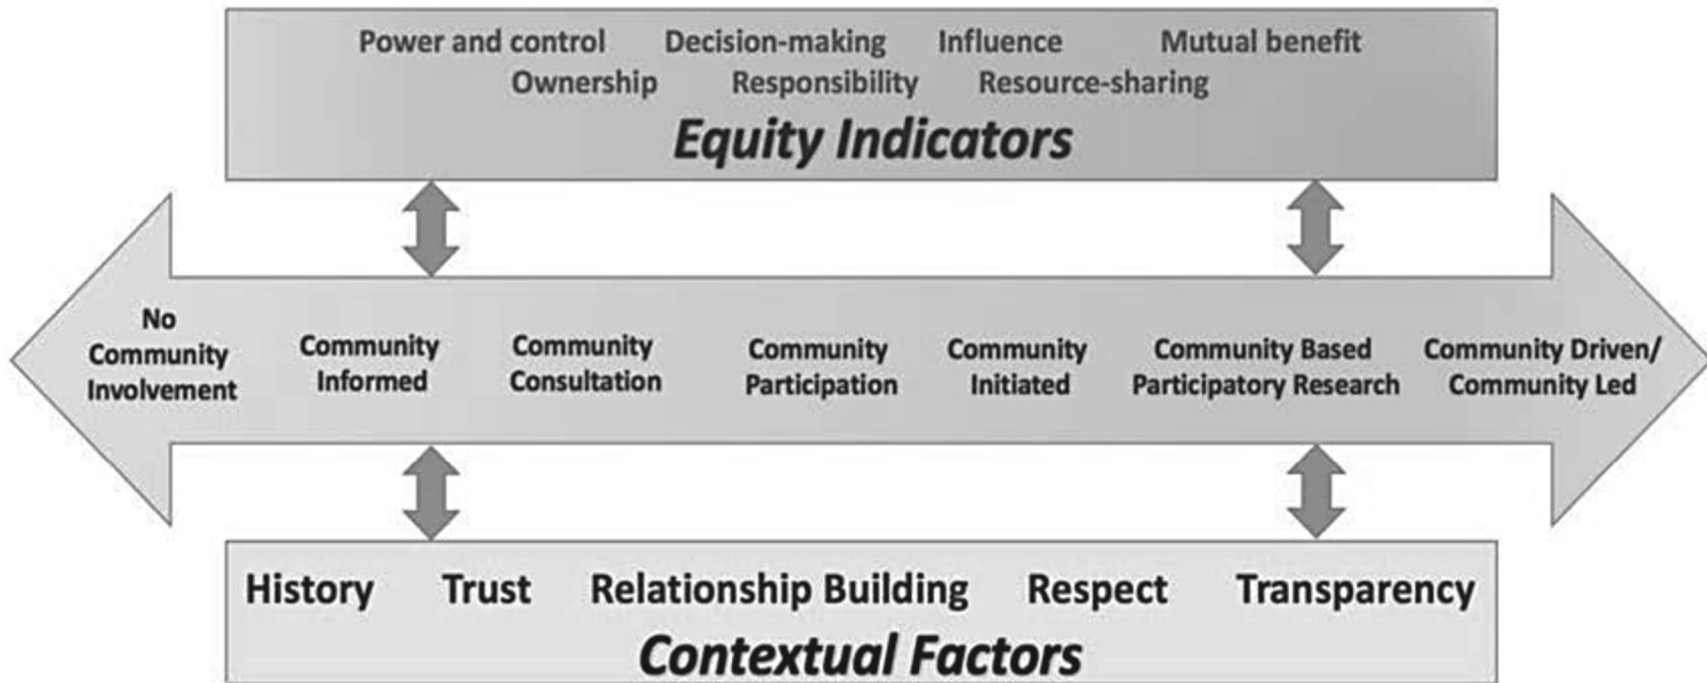 Power and control Decision-making Influence Mutual benefit
Ownership Responsibility Resource-sharing
Equity Indicators
No
Community
Involvement
Community
Informed
Community
Consultation
Community
Participation
Community
Initiated
Community Based
Participatory Research
Community Driven/
Community Led
History Trust Relationship Building Respect Transparency
Contextual Factors